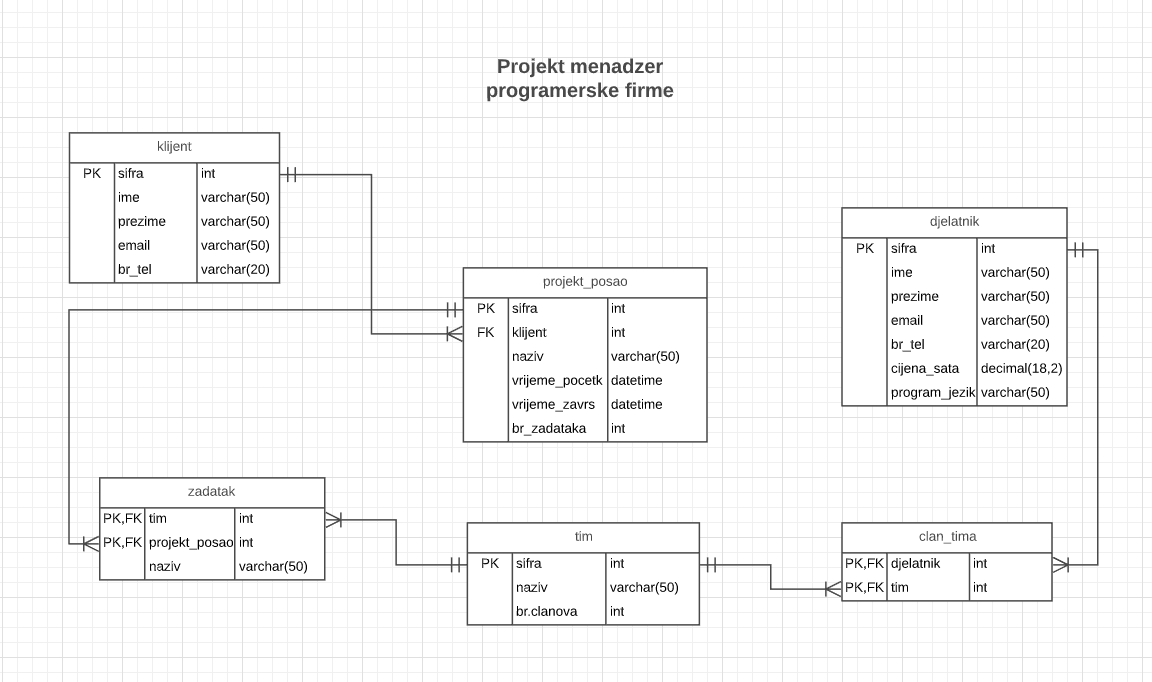 Projekt menadzer
programerske firme
klijent
PK sifra int
ime varchar(50)
prezime varchar(50)
email varchar(50)
br_tel varchar(20)
djelatnik
PK sifra int
ime varchar(50)
prezime varchar(50)
email varchar(50)
br_tel varchar(20)
cijena_sata decimal(18,2)
program_jezik varchar(50)
projekt_posao
PK sifra int
FK klijent int
naziv varchar(50)
vrijeme_pocetk datetime
vrijeme_zavrs datetime
br_zadataka int
zadatak
PK,FK tim int
PK,FK projekt_posao int
naziv varchar(50)
tim
PK sifra int
naziv varchar(50)
br.clanova int
clan_tima
PK,FK djelatnik int
PK,FK tim int